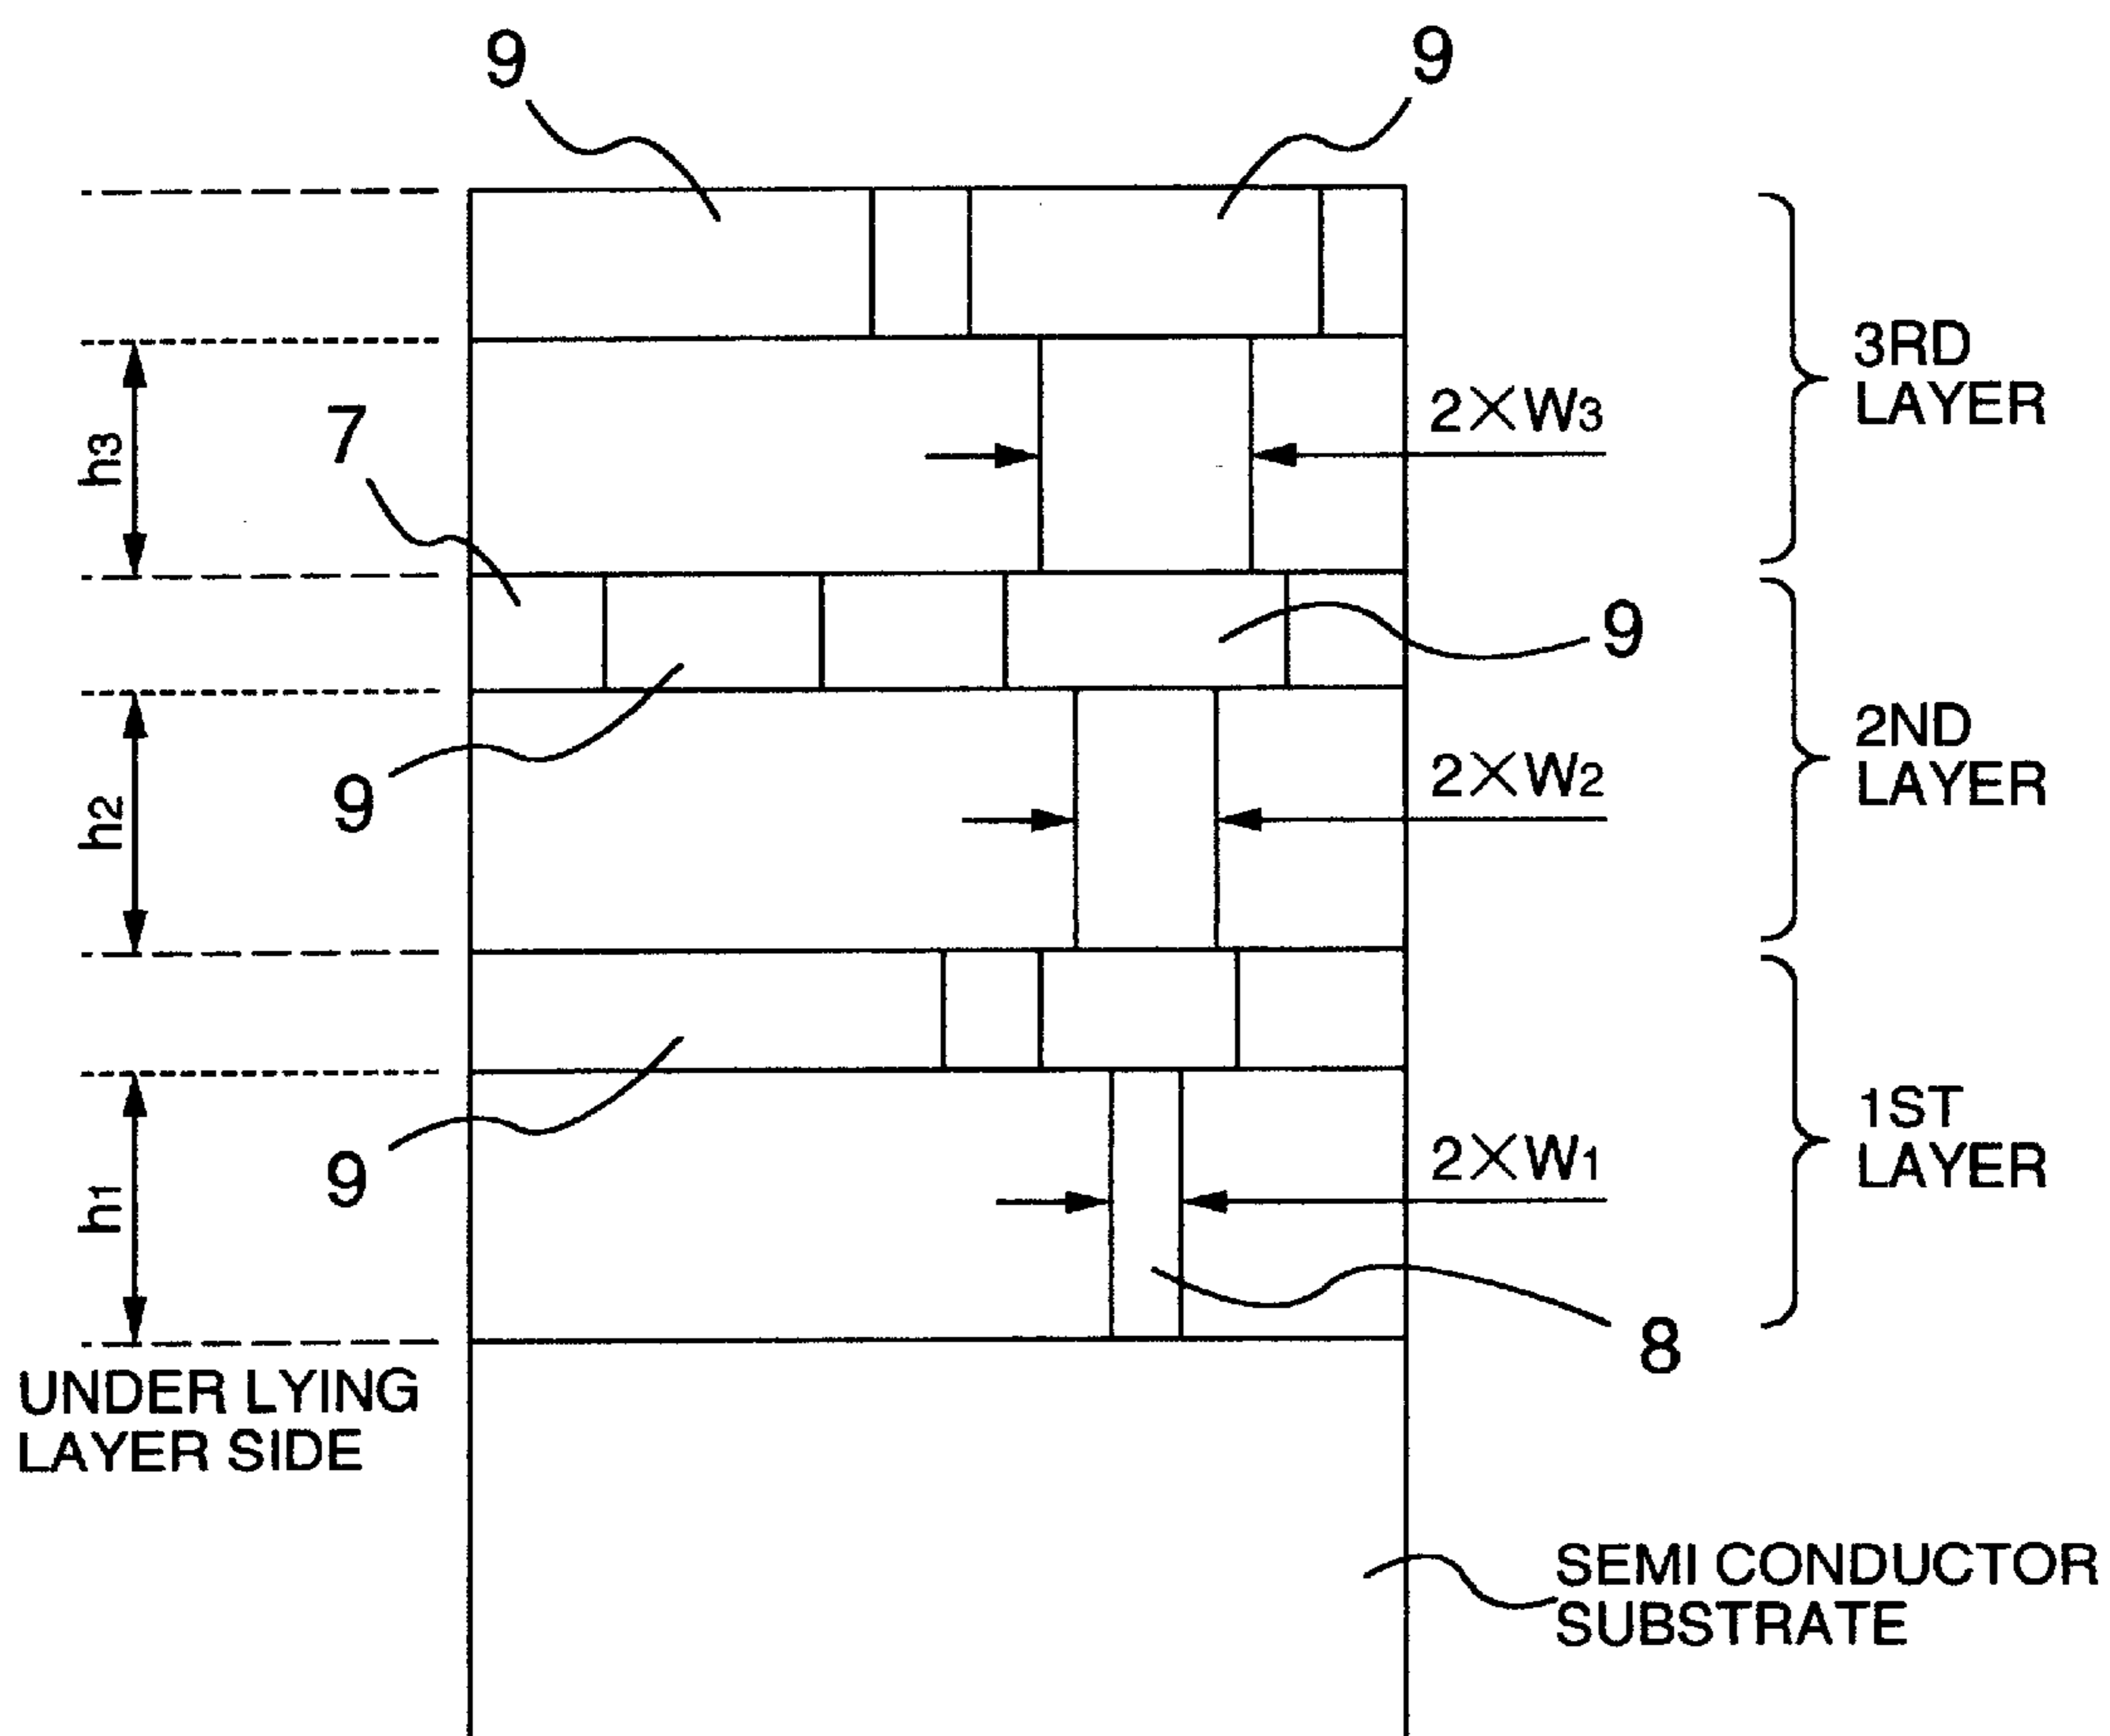 9
9
3RD
LAYER
2×W3
h3
7
9
2ND
LAYER
2×W2
h2
9
1ST
LAYER
2×W1
h1
9
8
UNDER LYING
LAYER SIDE
SEMI CONDUCTOR
SUBSTRATE